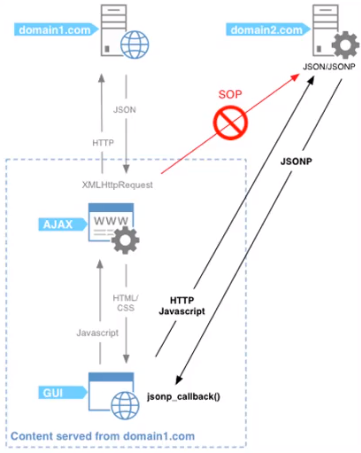 domain1.com
domain2.com
JSON/JSONP
SOP
JSON
HTTP
JSONP
XMLHttpRequest
WWW
AJAX
HTML/
CSS
HTTP
Javascript
Javascript
GUI
jsonp_callback()
Content served from domain1.com